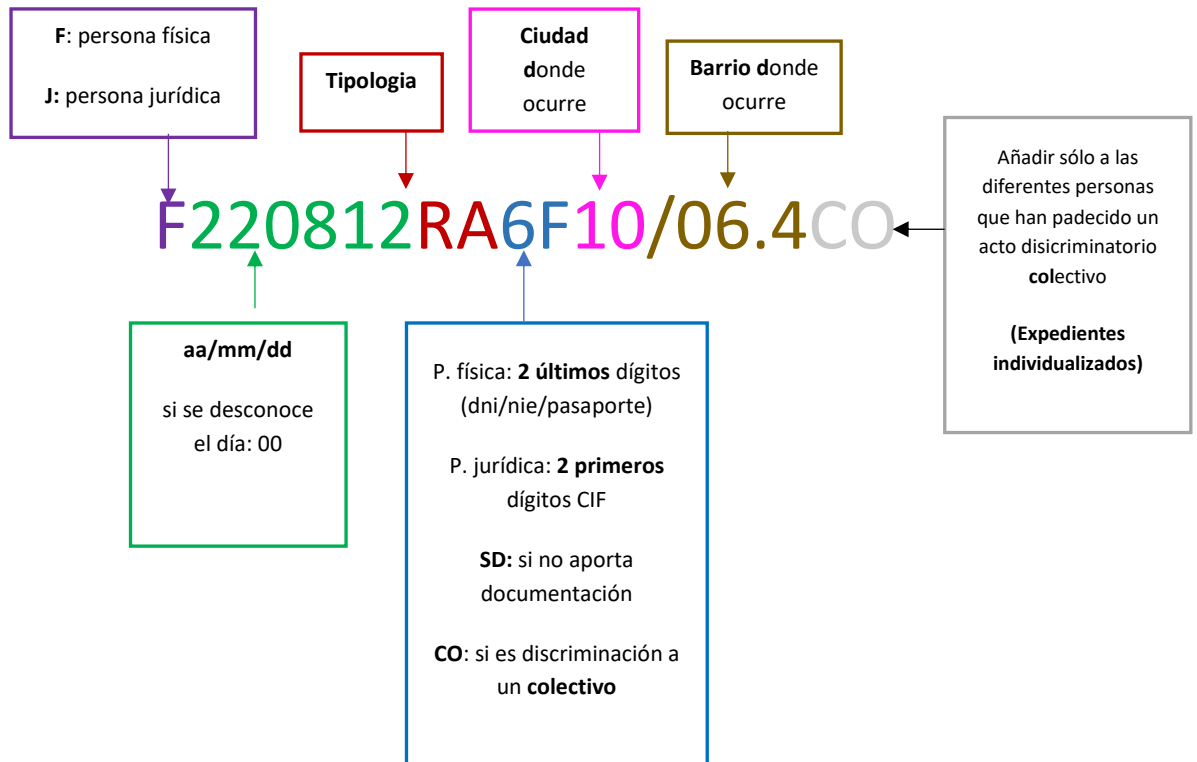 F: persona física
J: persona jurídica
Tipologia
Ciudad
donde
ocurre
Barrio donde
ocurre
F220812RA6F10/06.4CO
Añadir sólo a las
diferentes personas
que han padecido un
acto disicriminatorio
colectivo
(Expedientes
individualizados)
aa/mm/dd
si se desconoce
el día: 00
P. física: 2 últimos dígitos
(dni/nie/pasaporte)
P. jurídica: 2 primeros
dígitos CIF
SD: si no aporta
documentación
CO: si es discriminación a
un colectivo